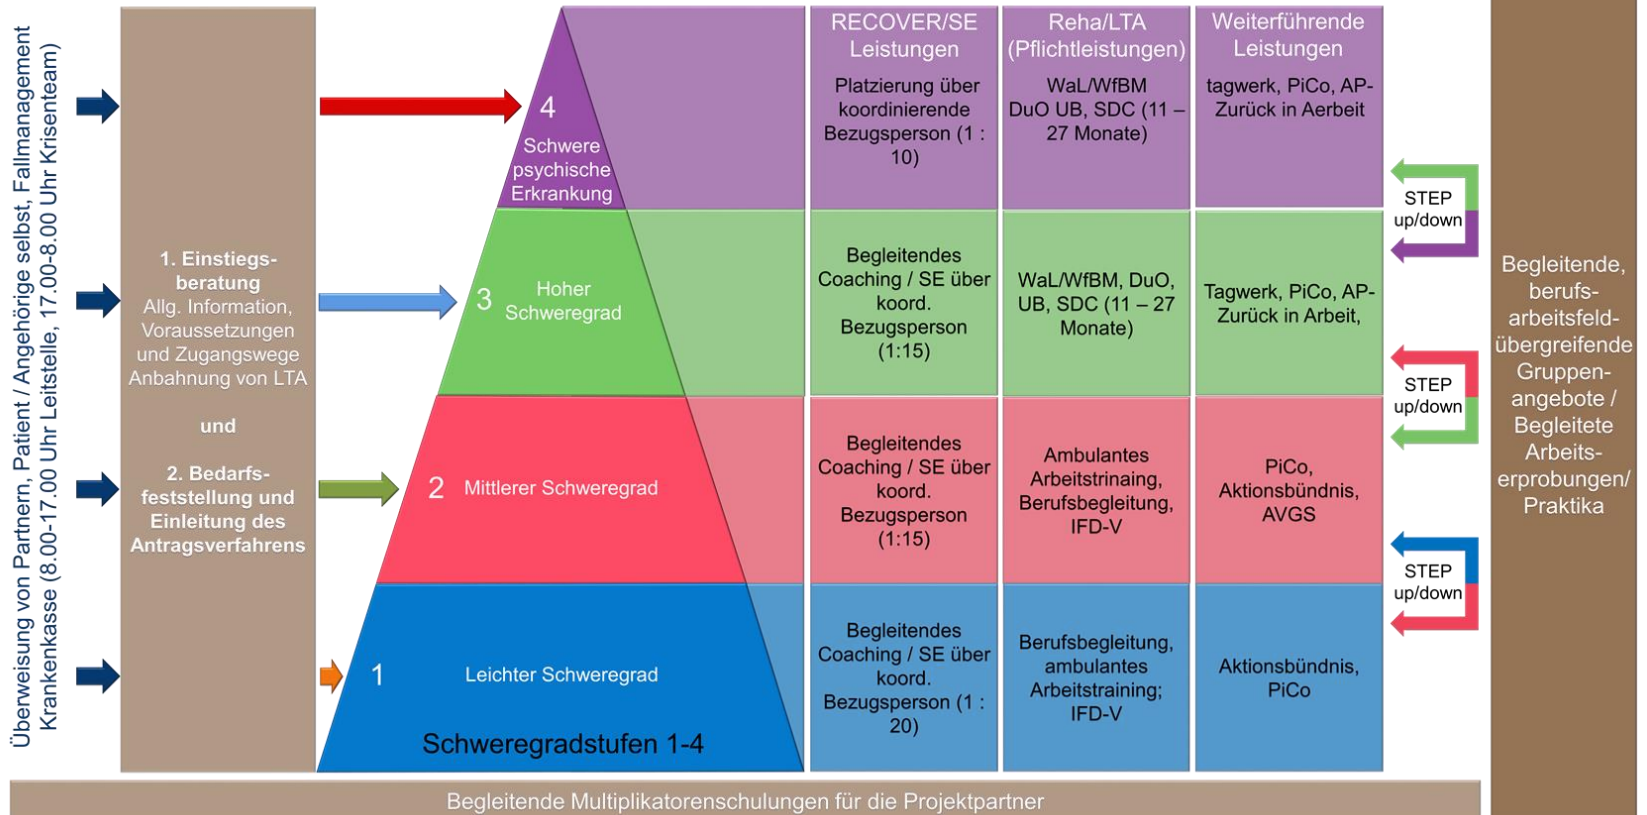 Überweisung von Partnern, Patient / Angehörige selbst, Fallmanagement
Krankenkasse (8.00-17.00 Uhr Leitstelle, 17.00-8.00 Uhr Krisenteam)
1. Einstiegs-
beratung
Allg. Information,
Voraussetzungen
und Zugangswege
Anbahnung von LTA
und
2. Bedarfs-
feststellung und
Einleitung des
Antragsverfahrens
4
Schwere
psychische
Erkrankung
3
Hoher
Schweregrad
2
Mittlerer Schweregrad
1
Leichter Schweregrad
Schweregradstufen 1-4
RECOVER/SE
Leistungen
Platzierung über
koordinierende
Bezugsperson (1 :
10)
Reha/LTA
(Pflichtleistungen)
WaL/WfBM
DuO UB, SDC (11 –
27 Monate)
Weiterführende
Leistungen
tagwerk, PiCo, AP-
Zurück in Aerbeit
Begleitendes
Coaching / SE über
koord.
Bezugsperson
(1:15)
WaL/WfBM, DuO,
UB, SDC (11 – 27
Monate)
Tagwerk, PiCo, AP-
Zurück in Arbeit,
Begleitendes
Coaching / SE über
koord.
Bezugsperson
(1:15)
Ambulantes
Arbeitstrinaing,
Berufsbegleitung,
IFD-V
PiCo,
Aktionsbündnis,
AVGS
Begleitendes
Coaching / SE über
koord.
Bezugsperson (1 :
20)
Berufsbegleitung,
ambulantes
Arbeitstraining;
IFD-V
Aktionsbündnis,
PiCo
STEP
up/down
STEP
up/down
STEP
up/down
Begleitende,
berufs-
arbeitsfeld-
übergreifende
Gruppen-
angebote /
Begleitete
Arbeits-
erprobungen/
Praktika
Begleitende Multiplikatorenschulungen für die Projektpartner